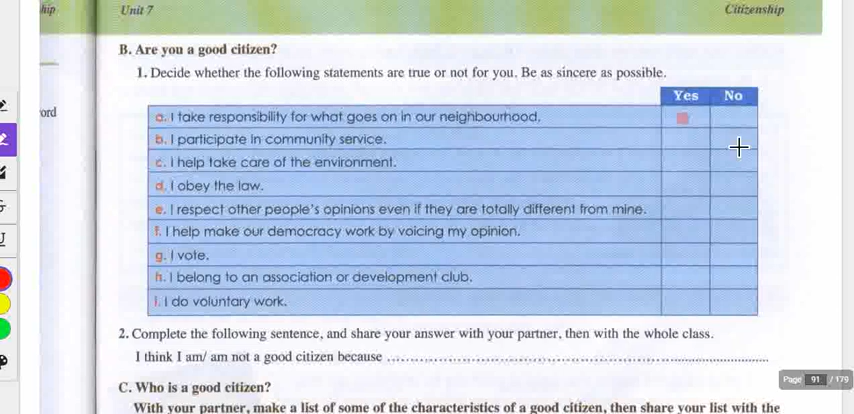 hip
Unit 7
Citizenship
B. Are you a good citizen?
1. Decide whether the following statements are true or not for you. Be as sincere as possible.
Yes No
a. I take responsibility for what goes on in our neighbourhood.
ord
b. I participate in community service.
c. I help take care of the environment.
d. I obey the law.
e. I respect other people's opinions even if they are totally different from mine.
f. I help make our democracy work by voicing my opinion.
g. I vote.
h. I belong to an association or development club.
i. I do voluntary work.
2. Complete the following sentence, and share your answer with your partner, then with the whole class.
I think I am/ am not a good citizen because ...............................................................................
Page 91 / 179
C. Who is a good citizen?
With your partner, make a list of some of the characteristics of a good citizen, then share your list with the